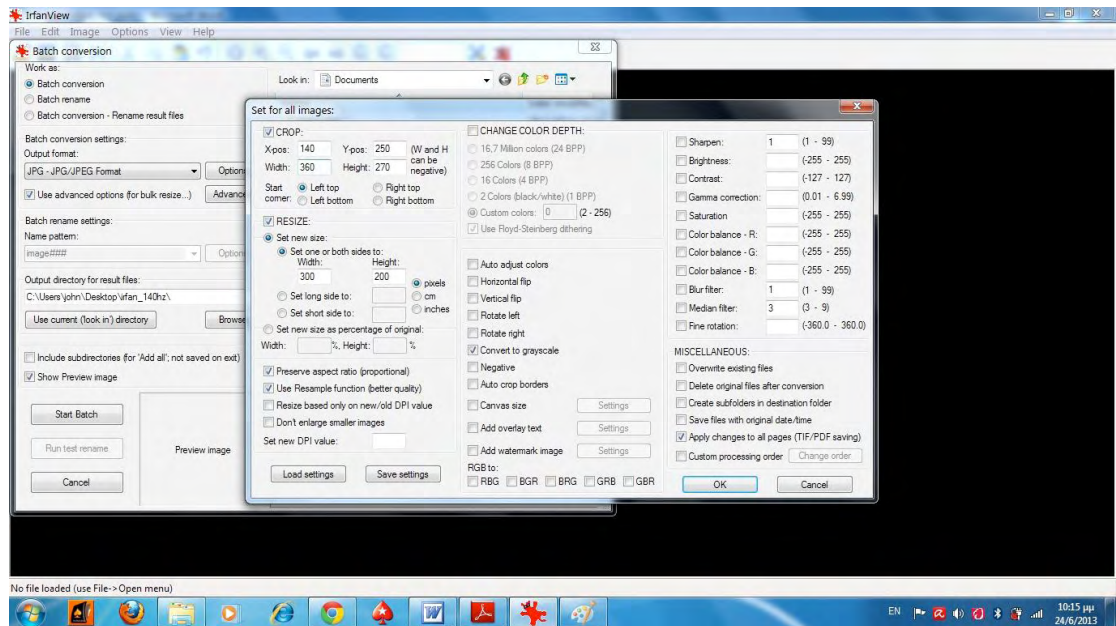 IrfanView
File Edit Image Options View Help
Batch conversion
Work as:
Batch conversion
Batch rename
Batch conversion - Rename result files
Look in: Documents
Batch conversion settings:
Output format:
JPG - JPG/JPEG Format
Option
Use advanced options (for bulk resize...) Advance
Batch rename settings:
Name pattern:
image###
Option
Output directory for result files:
C:\Users\john\Desktop\irfan_140hz\
Use current ('look in') directory Browse
Include subdirectories (for 'Add all'; not saved on exit)
Show Preview image
Start Batch
Run test rename
Cancel
Preview image
Set for all images:
CROP:
X-pos: 140 Y-pos: 250 (W and H can be negative)
Width: 360 Height: 270
Start corner: Left top Right top
Left bottom Right bottom
RESIZE:
Set new size:
Set one or both sides to:
Width: Height:
300 200
pixels
cm
inches
Set long side to:
Set short side to:
Set new size as percentage of original:
Width: %, Height: %
Preserve aspect ratio (proportional)
Use Resample function (better quality)
Resize based only on new/old DPI value
Don't enlarge smaller images
Set new DPI value:
Load settings Save settings
CHANGE COLOR DEPTH:
16,7 Million colors (24 BPP)
256 Colors (8 BPP)
16 Colors (4 BPP)
2 Colors (black/white) (1 BPP)
Custom colors: 0 (2 - 256)
Use Floyd-Steinberg dithering
Auto adjust colors
Horizontal flip
Vertical flip
Rotate left
Rotate right
Convert to grayscale
Negative
Auto crop borders
Canvas size Settings
Add overlay text Settings
Add watermark image Settings
RGB to:
RBG BGR BRG GRB GBR
Sharpen: 1 (1 - 99)
Brightness: (-255 - 255)
Contrast: (-127 - 127)
Gamma correction: (0.01 - 6.99)
Saturation (-255 - 255)
Color balance - R: (-255 - 255)
Color balance - G: (-255 - 255)
Color balance - B: (-255 - 255)
Blur filter: 1 (1 - 99)
Median filter: 3 (3 - 9)
Fine rotation: (-360.0 - 360.0)
MISCELLANEOUS:
Overwrite existing files
Delete original files after conversion
Create subfolders in destination folder
Save files with original date/time
Apply changes to all pages (TIF/PDF saving)
Custom processing order Change order
OK Cancel
No file loaded (use File->Open menu)
EN
10:15 μμ
24/6/2013